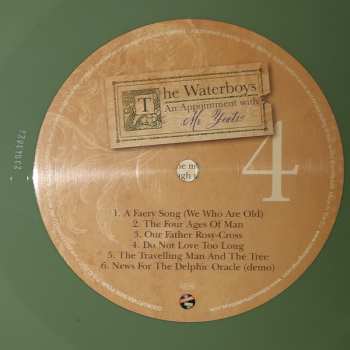 The Waterboys
An Appointment with
Mr Yeats
4
1. A Faery Song (We Who Are Old)
2. The Four Ages Of Man
3. Our Father Rosy-Cross
4. Do Not Love Too Long
5. The Travelling Man And The Tree
6. News For The Delphic Oracle (demo)